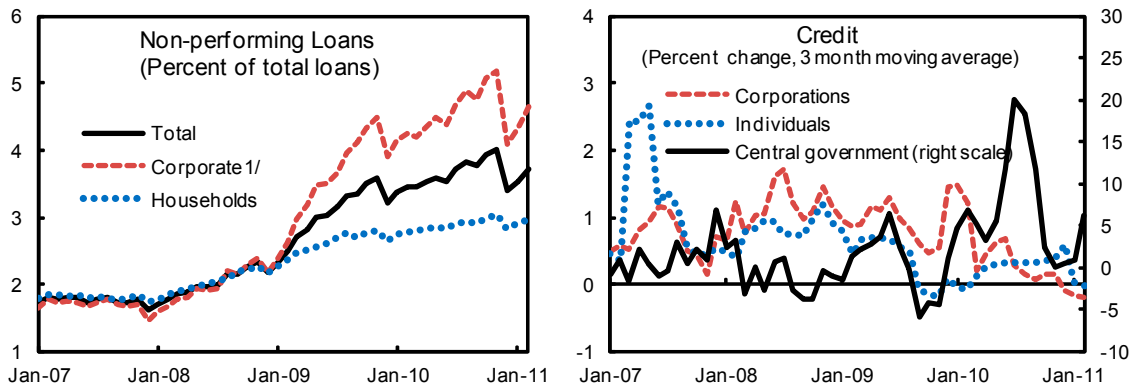 Non-performing Loans
(Percent of total loans)
Total
Corporate 1/
Households
6
5
4
3
2
1
Jan-07
Jan-08
Jan-09
Jan-10
Jan-11
Credit
(Percent change, 3 month moving average)
Corporations
Individuals
Central government (right scale)
4
3
2
1
0
-1
30
25
20
15
10
5
0
-5
-10
Jan-07
Jan-08
Jan-09
Jan-10
Jan-11